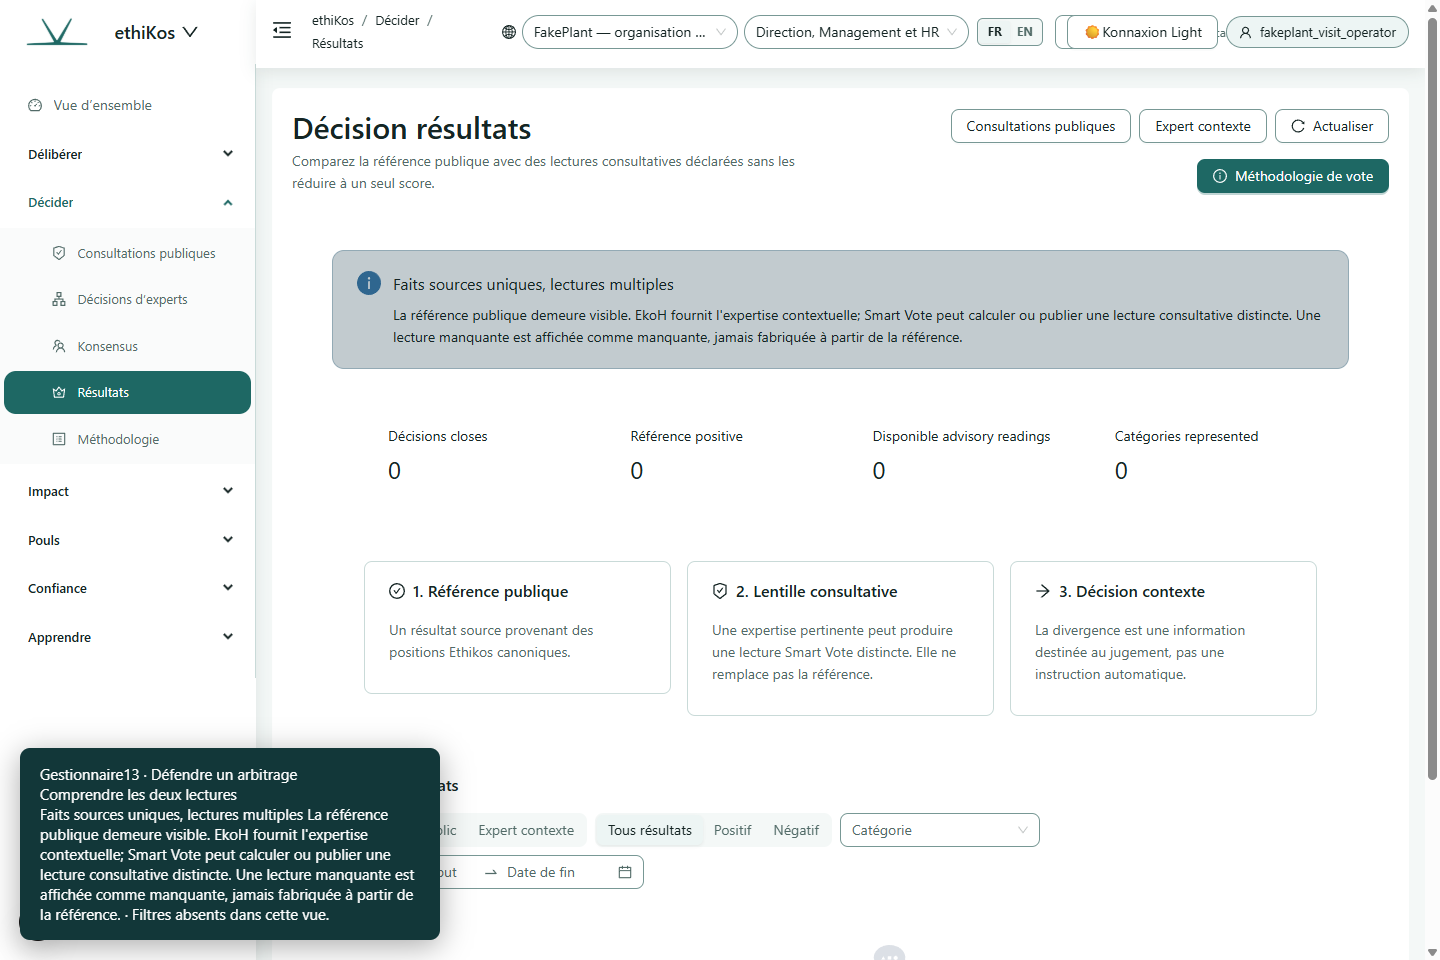 ethiKos
Vue d’ensemble
Délibérer
Décider
Consultations publiques
Décisions d’experts
Konsensus
Résultats
Méthodologie
Impact
Pouls
Confiance
Apprendre
ethiKos / Décider /
Résultats
FakePlant — organisation ...
Direction, Management et HR
FR EN
Konnaxion Light
fakeplant_visit_operator
Décision résultats
Comparez la référence publique avec des lectures consultatives déclarées sans les
réduire à un seul score.
Consultations publiques
Expert contexte
Actualiser
Méthodologie de vote
Faits sources uniques, lectures multiples
La référence publique demeure visible. EkoH fournit l'expertise contextuelle; Smart Vote peut calculer ou publier une lecture consultative distincte. Une
lecture manquante est affichée comme manquante, jamais fabriquée à partir de la référence.
Décisions closes
0
Référence positive
0
Disponible advisory readings
0
Catégories represented
0
1. Référence publique
Un résultat source provenant des
positions Ethikos canoniques.
2. Lentille consultative
Une expertise pertinente peut produire
une lecture Smart Vote distincte. Elle ne
remplace pas la référence.
3. Décision contexte
La divergence est une information
destinée au jugement, pas une
instruction automatique.
Expert contexte
Tous résultats Positif Négatif
Catégorie
Date de fin
Gestionnaire13 · Défendre un arbitrage
Comprendre les deux lectures
Faits sources uniques, lectures multiples La référence
publique demeure visible. EkoH fournit l'expertise
contextuelle; Smart Vote peut calculer ou publier une
lecture consultative distincte. Une lecture manquante est
affichée comme manquante, jamais fabriquée à partir de
la référence. · Filtres absents dans cette vue.